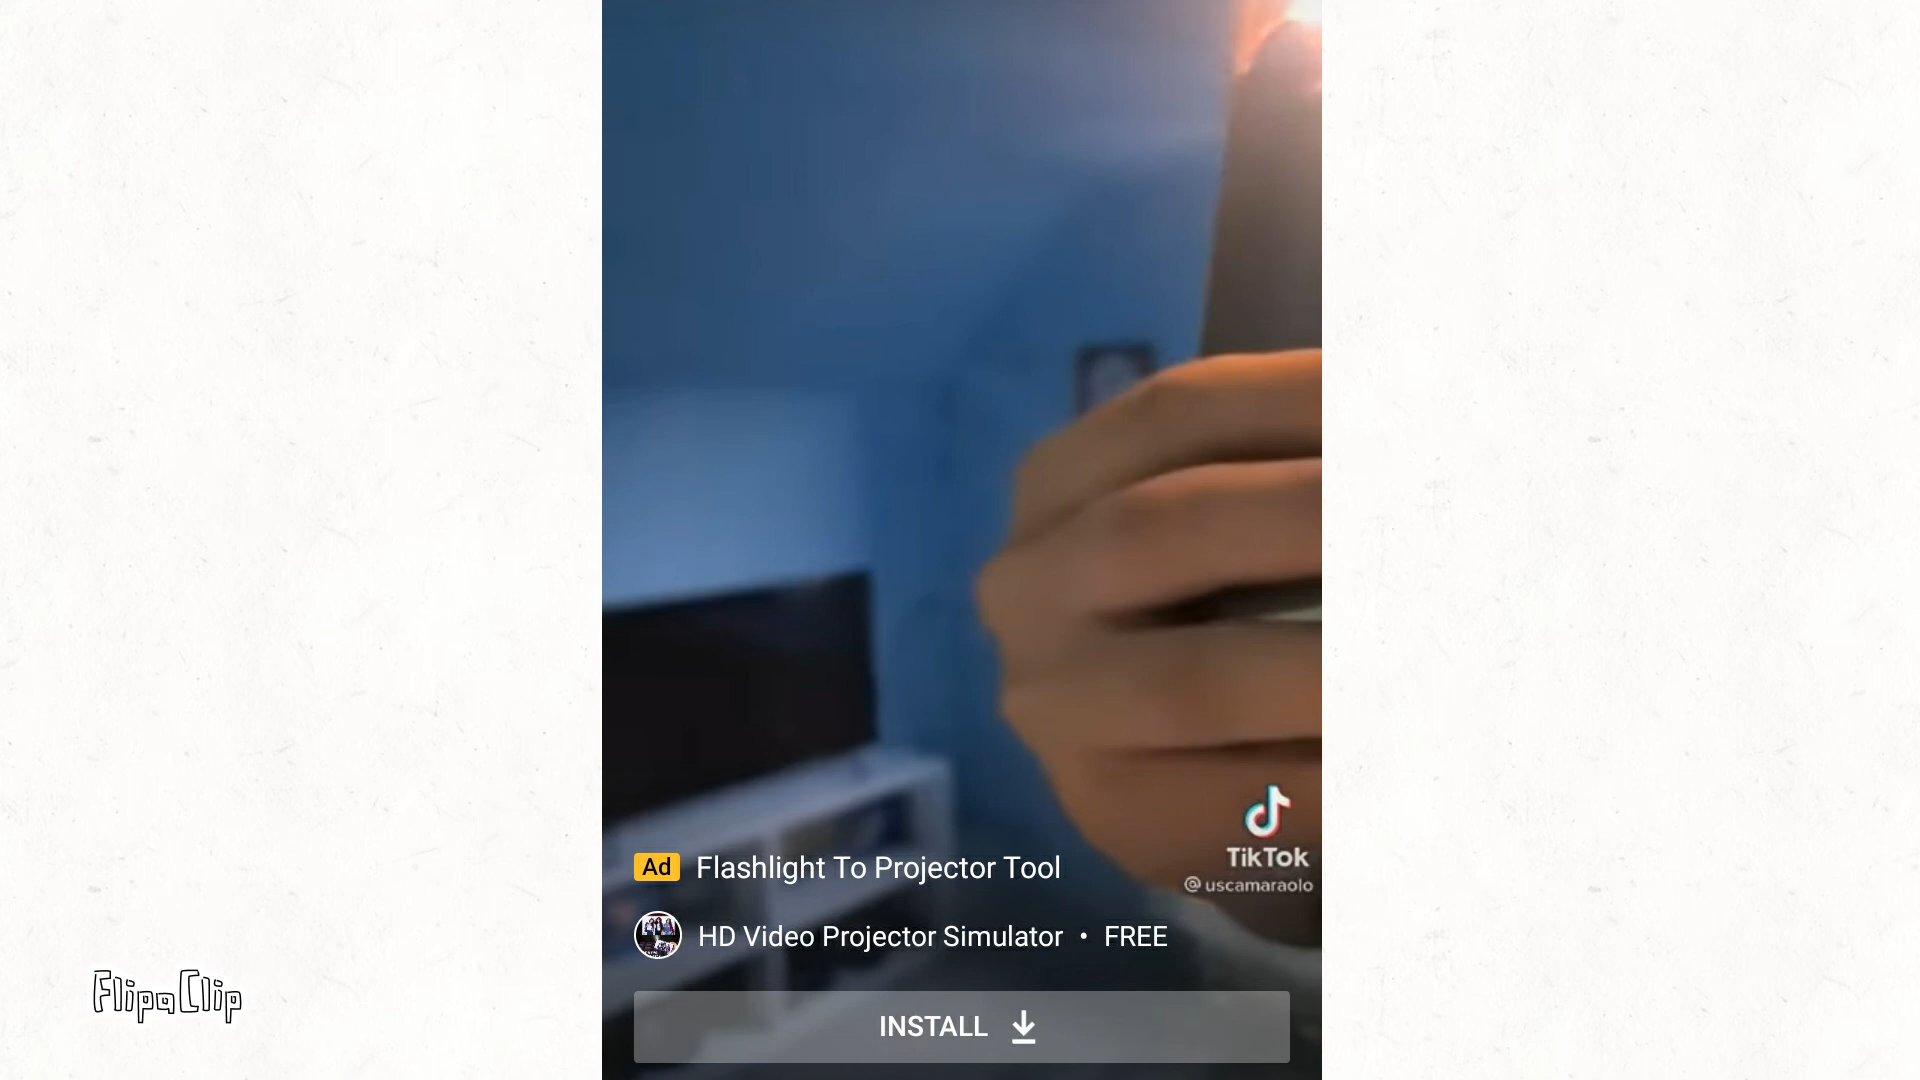 Ad Flashlight To Projector Tool
TikTok
@uscamaraolo
HD Video Projector Simulator • FREE
INSTALL
FlipaClip